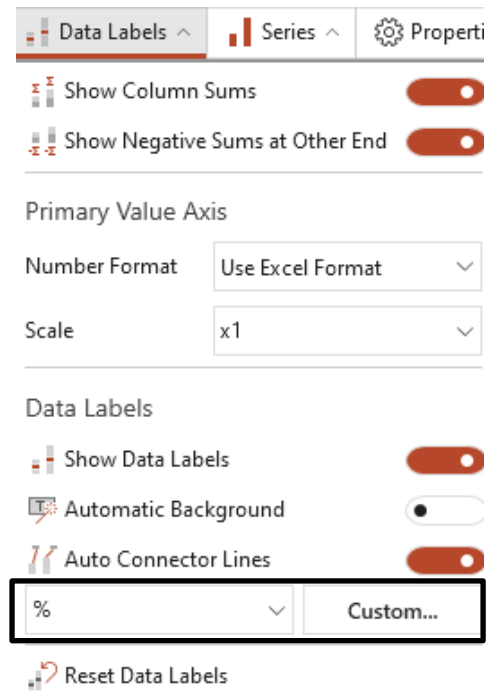 Data Labels Series Properti
Show Column Sums
Show Negative Sums at Other End
Primary Value Axis
Number Format Use Excel Format
Scale x1
Data Labels
Show Data Labels
Automatic Background
Auto Connector Lines
% Custom...
Reset Data Labels